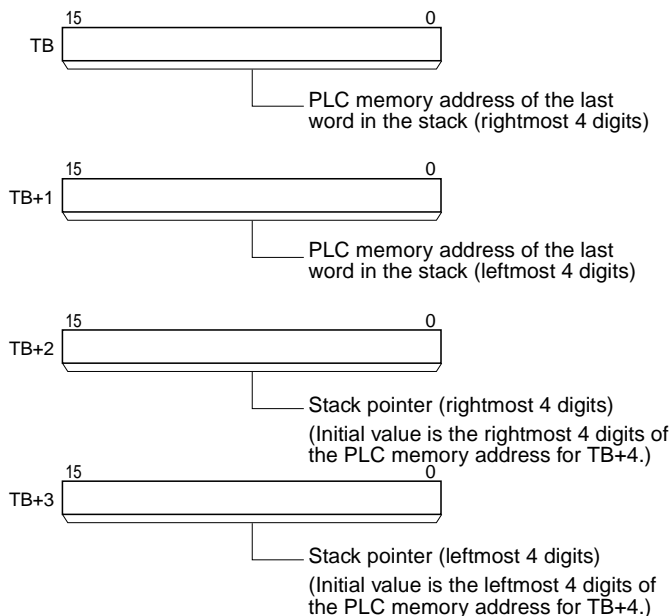 15 0
TB
PLC memory address of the last
word in the stack (rightmost 4 digits)
15 0
TB+1
PLC memory address of the last
word in the stack (leftmost 4 digits)
15 0
TB+2
Stack pointer (rightmost 4 digits)
(Initial value is the rightmost 4 digits of
the PLC memory address for TB+4.)
15 0
TB+3
Stack pointer (leftmost 4 digits)
(Initial value is the leftmost 4 digits of
the PLC memory address for TB+4.)